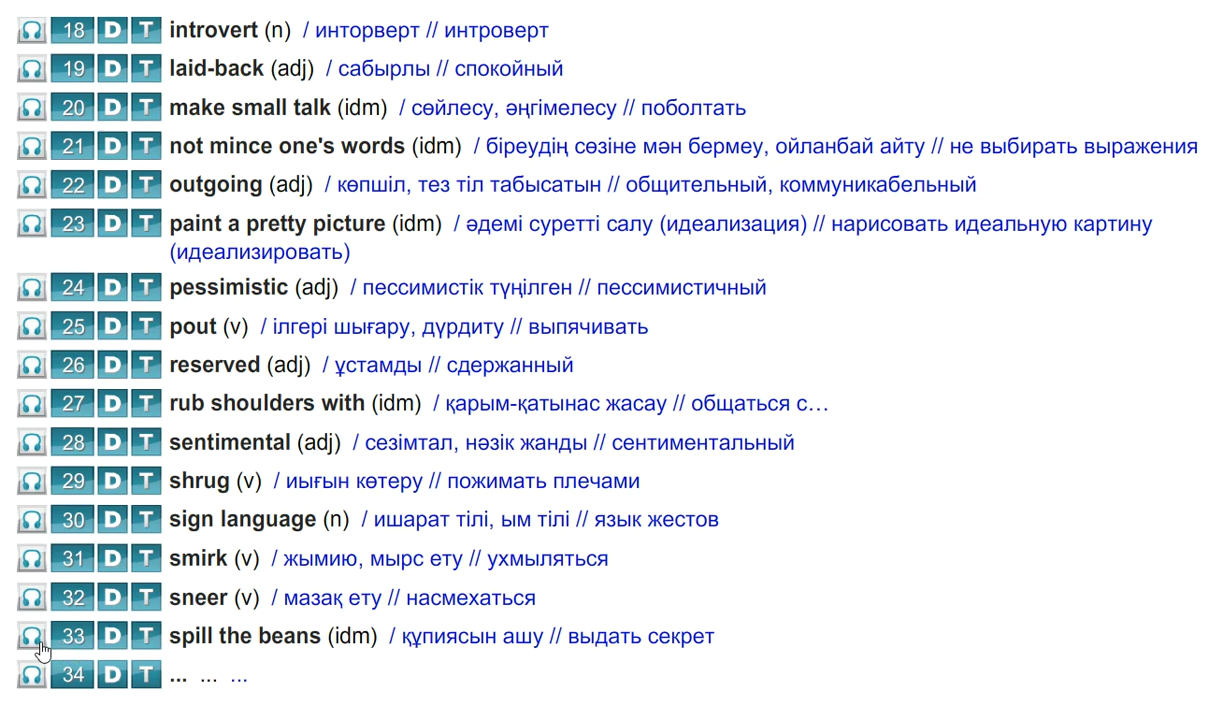 18 D T introvert (n) / инторверт // интроверт
19 D T laid-back (adj) / сабырлы // спокойный
20 D T make small talk (idm) / сөйлесу, әңгімелесу // поболтать
21 D T not mince one's words (idm) / біреудің сөзіне мән бермеу, ойланбай айту // не выбирать выражения
22 D T outgoing (adj) / көпшіл, тез тіл табысатын // общительный, коммуникабельный
23 D T paint a pretty picture (idm) / әдемі суретті салу (идеализация) // нарисовать идеальную картину
(идеализировать)
24 D T pessimistic (adj) / пессимистік түңілген // пессимистичный
25 D T pout (v) / ілгері шығару, дүрдиту // выпячивать
26 D T reserved (adj) / ұстамды // сдержанный
27 D T rub shoulders with (idm) / қарым-қатынас жасау // общаться с…
28 D T sentimental (adj) / сезімтал, нәзік жанды // сентиментальный
29 D T shrug (v) / иығын көтеру // пожимать плечами
30 D T sign language (n) / ишарат тілі, ым тілі // язык жестов
31 D T smirk (v) / жымию, мырс ету // ухмыляться
32 D T sneer (v) / мазақ ету // насмехаться
33 D T spill the beans (idm) / құпиясын ашу // выдать секрет
34 D T ... ... ...